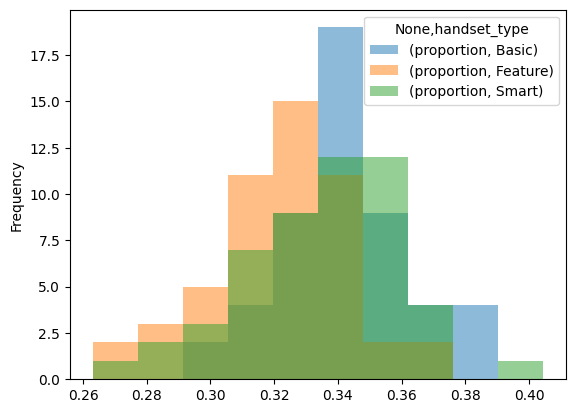 None,handset_type
(proportion, Basic)
(proportion, Feature)
(proportion, Smart)
17.5
15.0
12.5
10.0
7.5
5.0
2.5
0.0
Frequency
0.26 0.28 0.30 0.32 0.34 0.36 0.38 0.40